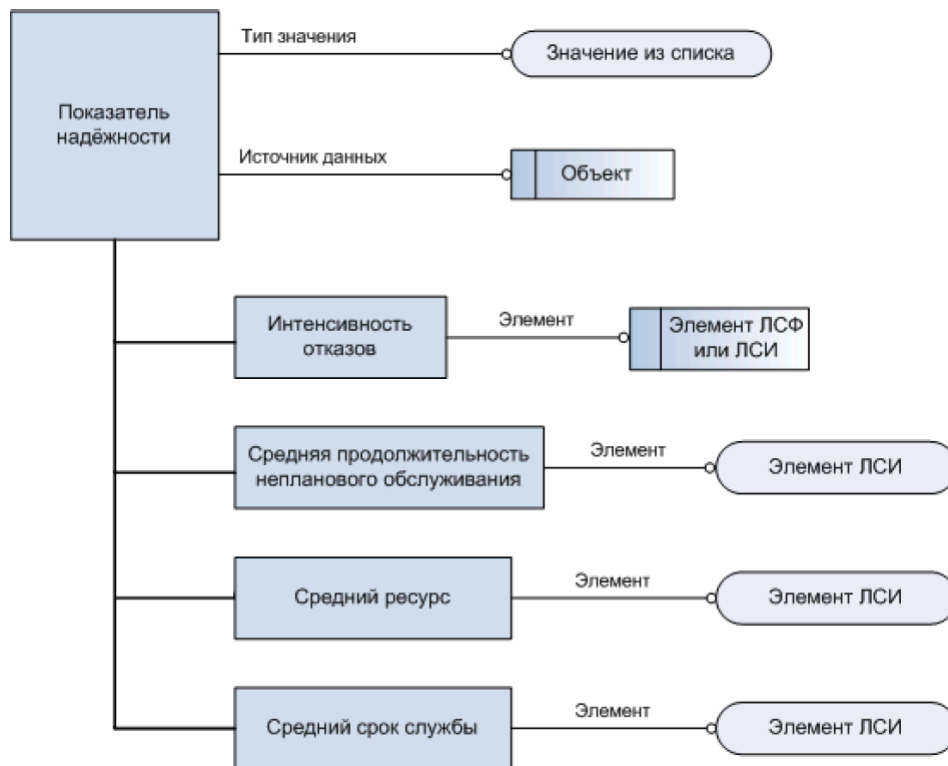 Тип значения
Значение из списка
Показатель
надёжности
Источник данных
Объект
Интенсивность
отказов
Элемент
Элемент ЛСФ
или ЛСИ
Средняя продолжительность
непланового обслуживания
Элемент
Элемент ЛСИ
Средний ресурс
Элемент
Элемент ЛСИ
Средний срок службы
Элемент
Элемент ЛСИ